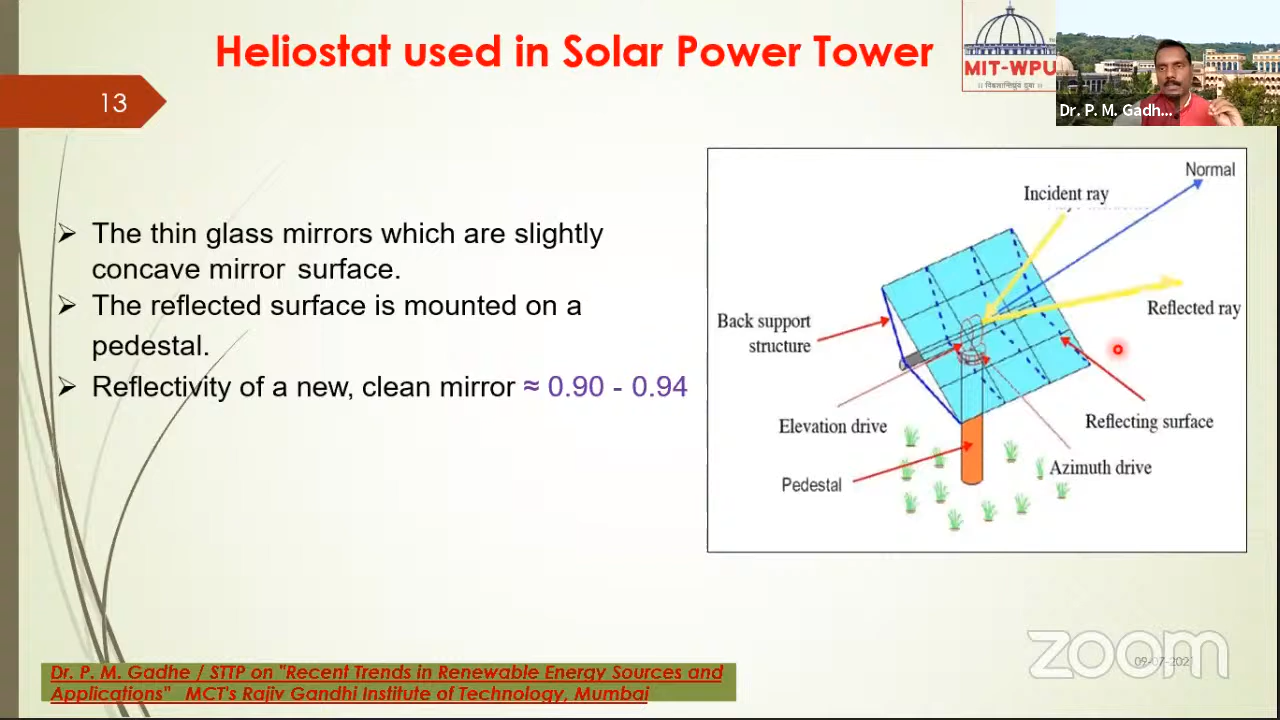 Heliostat used in Solar Power Tower
13
MIT-WPU
Dr. P. M. Gadh...
➢ The thin glass mirrors which are slightly
concave mirror surface.
➢ The reflected surface is mounted on a
pedestal.
➢ Reflectivity of a new, clean mirror ≈ 0.90 - 0.94
Normal
Incident ray
Reflected ray
Back support
structure
Elevation drive
Reflecting surface
Azimuth drive
Pedestal
zoom
Dr. P. M. Gadhe / STTP on "Recent Trends in Renewable Energy Sources and
Applications" MCT's Rajiv Gandhi Institute of Technology, Mumbai